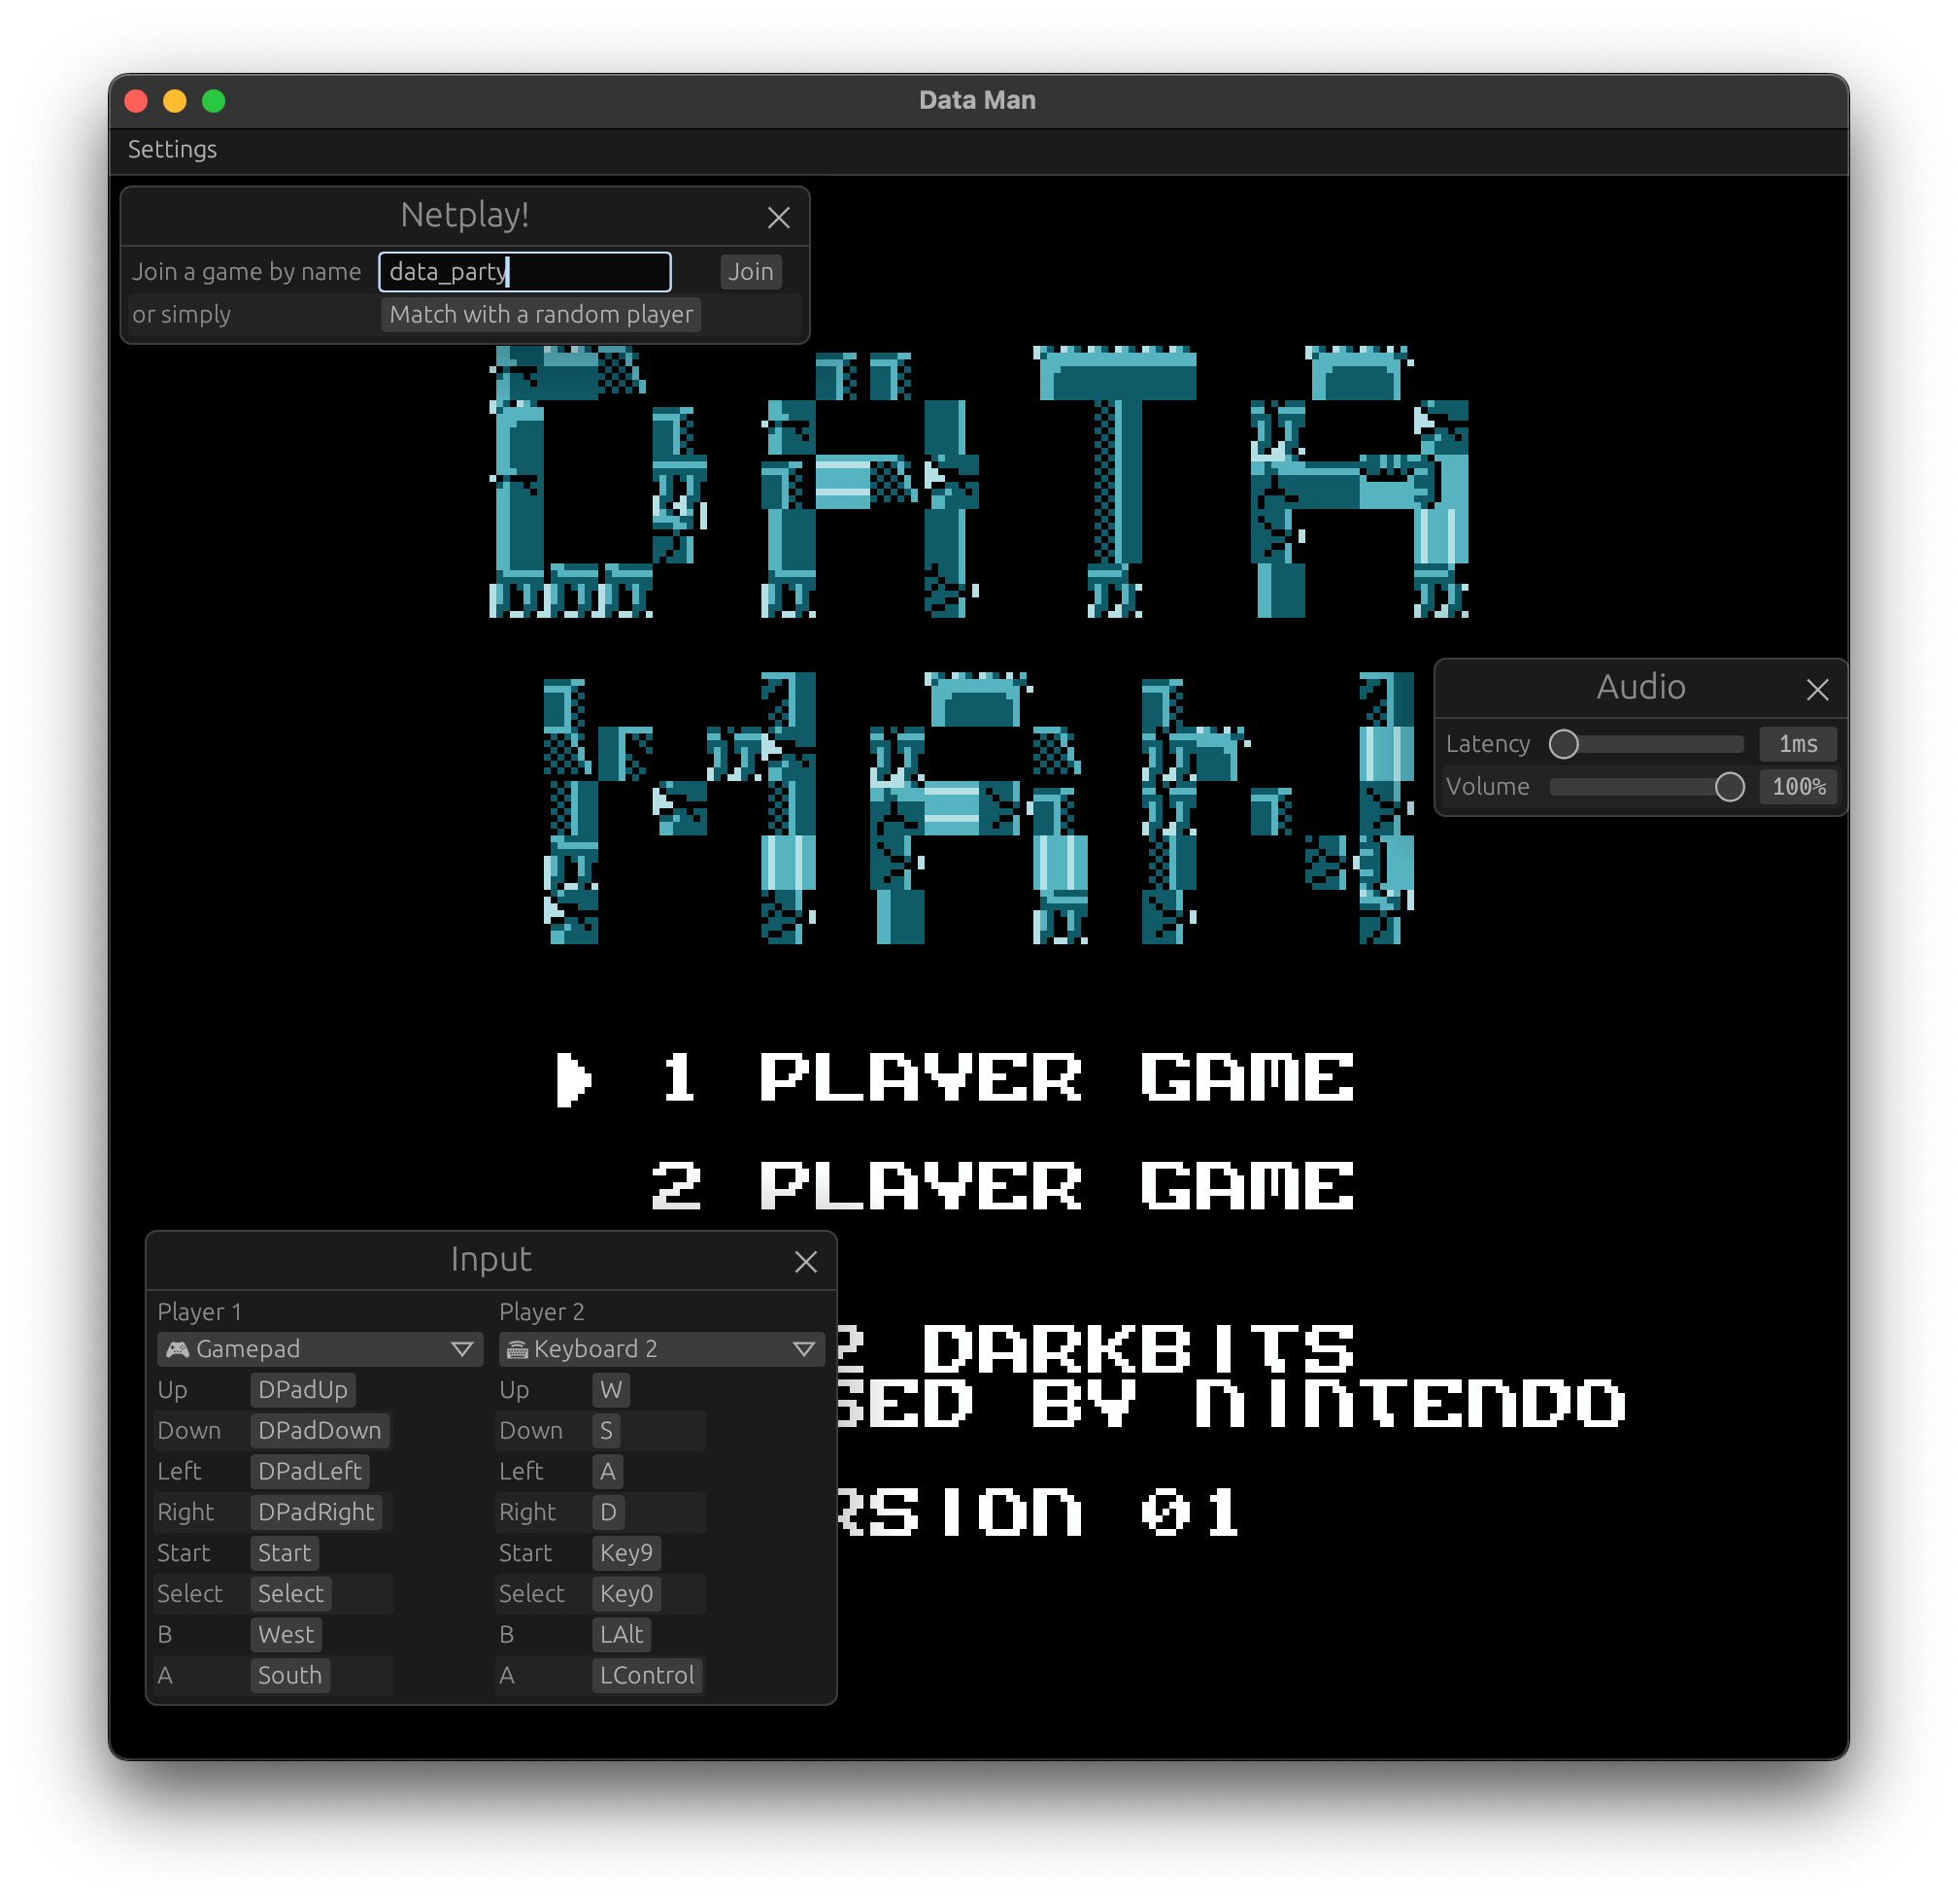 Data Man
Settings
Netplay!
Join a game by name data_party Join
or simply Match with a random player
DATA
MAN
Audio
Latency 1ms
Volume 100%
1 PLAYER GAME
2 PLAYER GAME
Input
Player 1 Player 2
Gamepad Keyboard 2
Up DPadUp Up W
Down DPadDown Down S
Left DPadLeft Left A
Right DPadRight Right D
Start Start Start Key9
Select Select Select Key0
B West B LAlt
A South A LControl
2 DARKBITS
SED BY NINTENDO
RSION 01